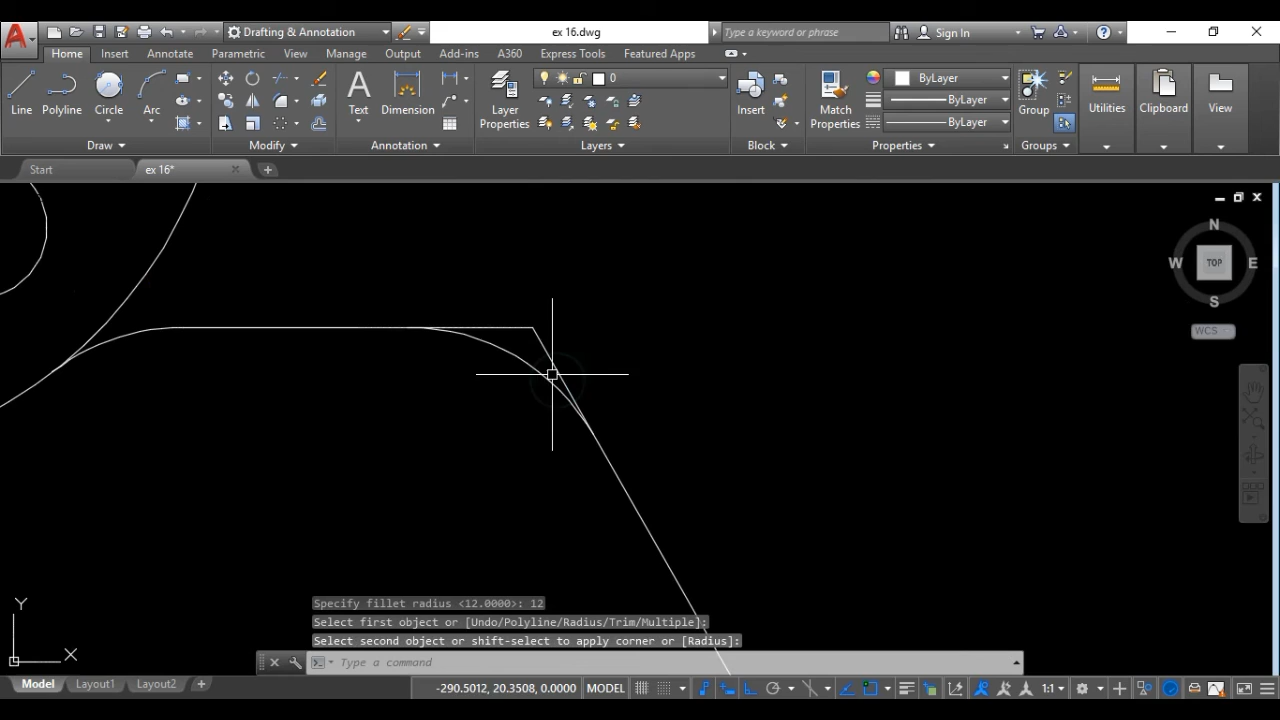 Drafting & Annotation
ex 16.dwg
Type a keyword or phrase
Sign In
Home
Insert
Annotate
Parametric
View
Manage
Output
Add-ins
A360
Express Tools
Featured Apps
Line
Polyline
Circle
Arc
Text
Dimension
Layer
Properties
0
Insert
Match
Properties
ByLayer
ByLayer
ByLayer
Group
Utilities
Clipboard
View
Draw
Modify
Annotation
Layers
Block
Properties
Groups
Start
ex 16*
N
W
TOP
E
S
WCS
Y
X
Specify fillet radius <12.0000>: 12
Select first object or [Undo/Polyline/Radius/Trim/Multiple]:
Select second object or shift-select to apply corner or [Radius]:
Type a command
Model
Layout1
Layout2
-290.5012, 20.3508, 0.0000
MODEL
1:1